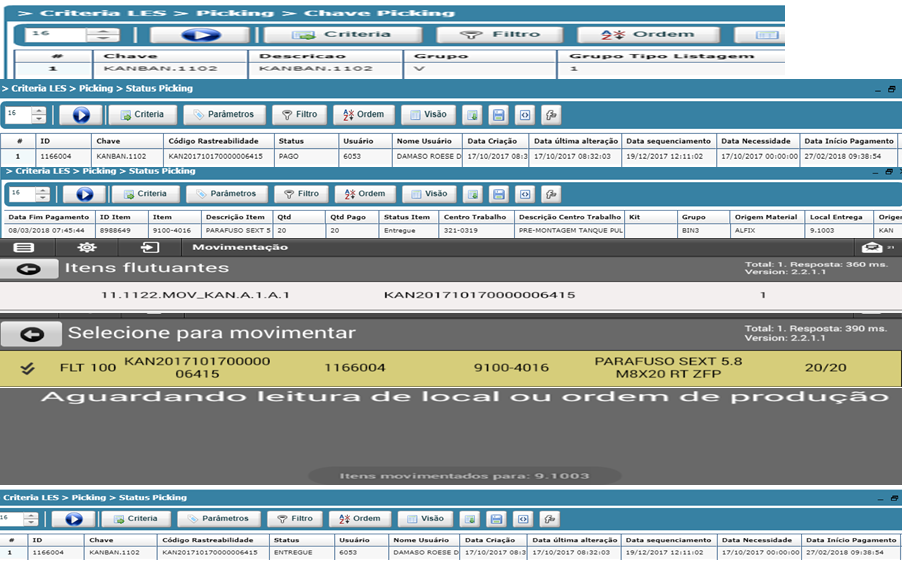 > Criteria LES > Picking > Chave Picking
16 Criteria Filtro Ordem
# Chave Descricao Grupo Grupo Tipo Listagem
1 KANBAN.1102 KANBAN.1102 V 1
> Criteria LES > Picking > Status Picking
16 Criteria Parâmetros Filtro Ordem Visão
# ID Chave Código Rastreabilidade Status Usuário Nome Usuário Data Criação Data última alteração Data sequenciamento Data Necessidade Data Início Pagamento
1 1166004 KANBAN.1102 KAN201710170000006415 PAGO 6053 DAMASO ROESE D 17/10/2017 08:3 17/10/2017 08:32:03 19/12/2017 12:11:02 17/10/2017 00:00:00 27/02/2018 09:38:54
> Criteria LES > Picking > Status Picking
16 Criteria Parâmetros Filtro Ordem Visão
Data Fim Pagamento ID Item Item Descrição Item Qtd Qtd Pago Status Item Centro Trabalho Descrição Centro Trabalho Kit Grupo Origem Material Local Entrega Orige
08/03/2018 07:45:44 8988649 9100-4016 PARAFUSO SEXT 5 20 20 Entregue 321-0319 PRE-MONTAGEM TANQUE PUL BIN3 ALFIX 9.1003 KAN
Movimentação 21
Itens flutuantes Total: 1. Resposta: 360 ms.
Version: 2.2.1.1
11.1122.MOV_KAN.A.1.A.1 KAN201710170000006415 1
Selecione para movimentar Total: 1. Resposta: 390 ms.
Version: 2.2.1.1
FLT 100 KAN2017101700000 1166004 9100-4016 PARAFUSO SEXT 5.8 20/20
06415 M8X20 RT ZFP
Aguardando leitura de local ou ordem de produção
Itens movimentados para: 9.1003
Criteria LES > Picking > Status Picking
16 Criteria Parâmetros Filtro Ordem Visão
# ID Chave Código Rastreabilidade Status Usuário Nome Usuário Data Criação Data última alteração Data sequenciamento Data Necessidade Data Início Pagamento
1 1166004 KANBAN.1102 KAN201710170000006415 ENTREGUE 6053 DAMASO ROESE D 17/10/2017 08:3 17/10/2017 08:32:03 19/12/2017 12:11:02 17/10/2017 00:00:00 27/02/2018 09:38:54